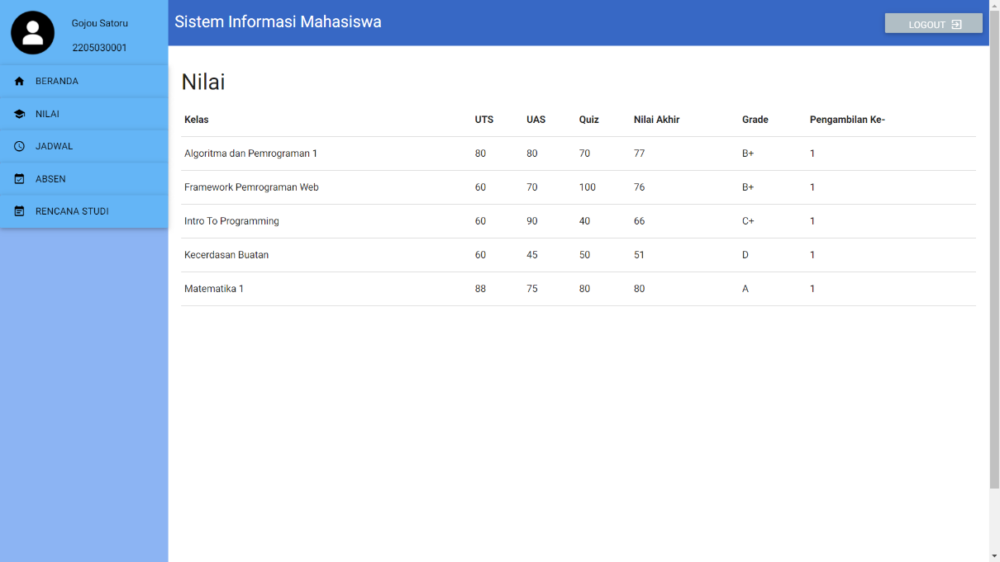 Gojou Satoru
2205030001
BERANDA
NILAI
JADWAL
ABSEN
RENCANA STUDI
Sistem Informasi Mahasiswa
LOGOUT
Nilai
Kelas UTS UAS Quiz Nilai Akhir Grade Pengambilan Ke-
Algoritma dan Pemrograman 1 80 80 70 77 B+ 1
Framework Pemrograman Web 60 70 100 76 B+ 1
Intro To Programming 60 90 40 66 C+ 1
Kecerdasan Buatan 60 45 50 51 D 1
Matematika 1 88 75 80 80 A 1